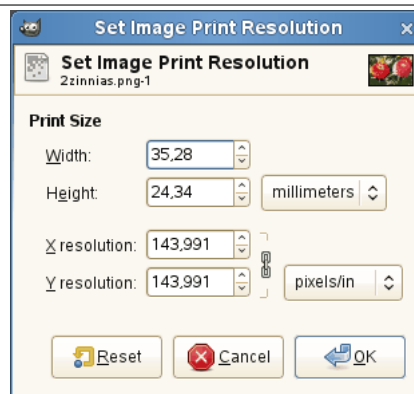 Set Image Print Resolution
Set Image Print Resolution
2zinnias.png-1
Print Size
Width: 35,28
Height: 24,34 millimeters
X resolution: 143,991
Y resolution: 143,991 pixels/in
Reset Cancel OK